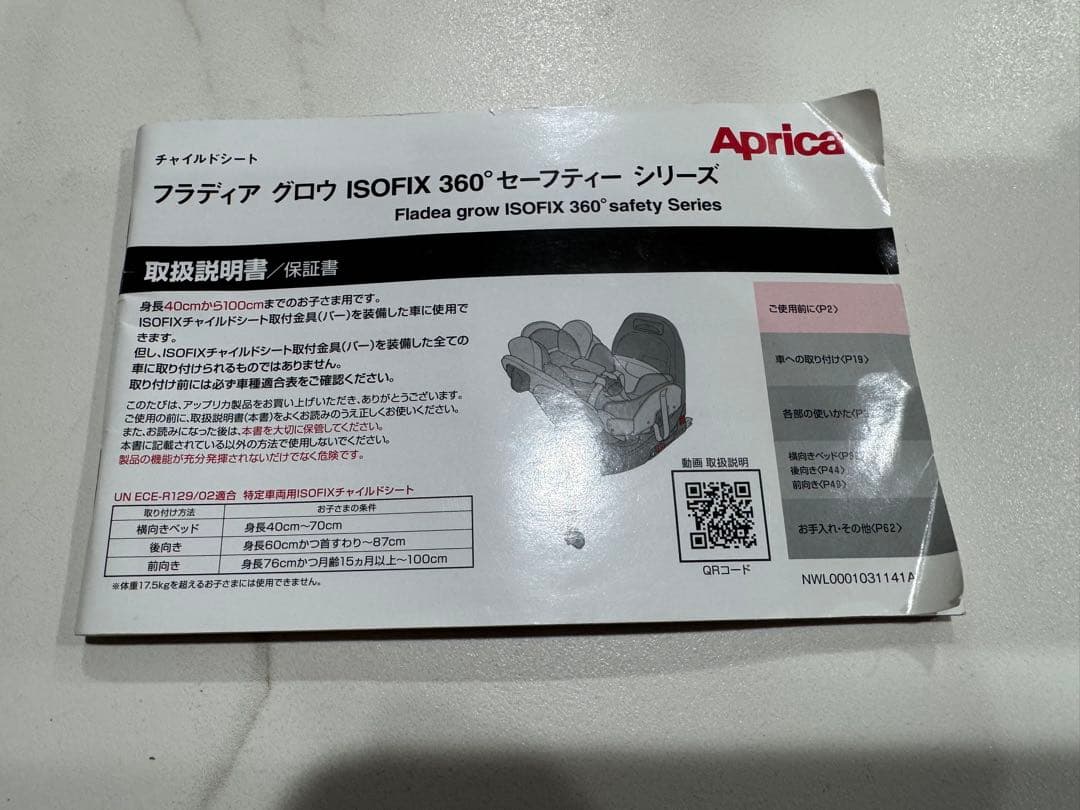 Aprica
チャイルドシート
フラディア グロウ ISOFIX 360°セーフティー シリーズ
Fladea grow ISOFIX 360°safety Series
取扱説明書/保証書
身長40cmから100cmまでのお子さま用です。
ISOFIXチャイルドシート取付金具(バー)を装備した車に使用で
きます。
但し、ISOFIXチャイルドシート取付金具(バー)を装備した全ての
車に取り付けられるものではありません。
取り付け前には必ず車種適合表をご確認ください。
このたびは、アップリカ製品をお買い上げいただき、ありがとうございます。
ご使用の前に、取扱説明書(本書)をよくお読みのうえ正しくお使いください。
また、お読みになった後は、本書を大切に保管してください。
本書に記載されている以外の方法で使用しないでください。
製品の機能が充分発揮されないだけでなく危険です。
UN ECE-R129/02適合 特定車両用ISOFIXチャイルドシート
取り付け方法 お子さまの条件
横向きベッド 身長40cm〜70cm
後向き 身長60cmかつ首すわり〜87cm
前向き 身長76cmかつ月齢15ヵ月以上〜100cm
※体重17.5kgを超えるお子さまには使用できません。
動画 取扱説明
QRコード
ご使用前に〈P2〉
車への取り付け〈P19〉
各部の使いかた〈P
横向きベッド〈P
後向き〈P44〉
前向き〈P49〉
お手入れ・その他〈P62〉
NWL0001031141A